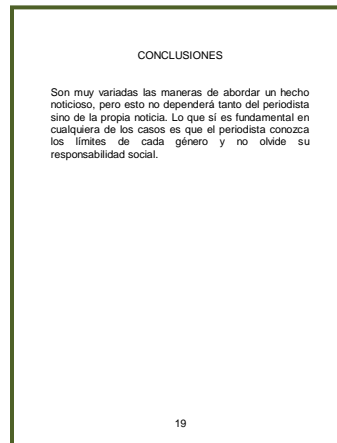 CONCLUSIONES
Son muy variadas las maneras de abordar un hecho
noticioso, pero esto no dependerá tanto del periodista
sino de la propia noticia. Lo que sí es fundamental en
cualquiera de los casos es que el periodista conozca
los límites de cada género y no olvide su
responsabilidad social.
19